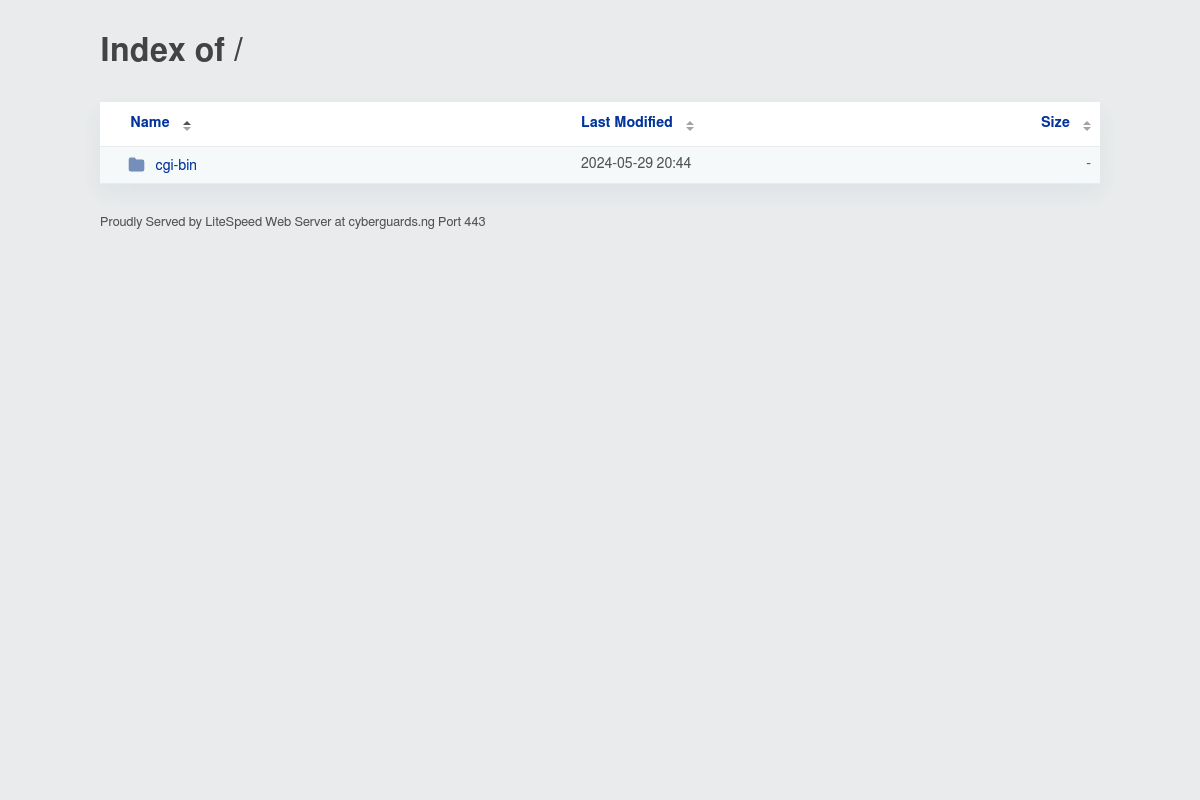 Index of /
Name Last Modified Size
cgi-bin 2024-05-29 20:44 -
Proudly Served by LiteSpeed Web Server at cyberguards.ng Port 443